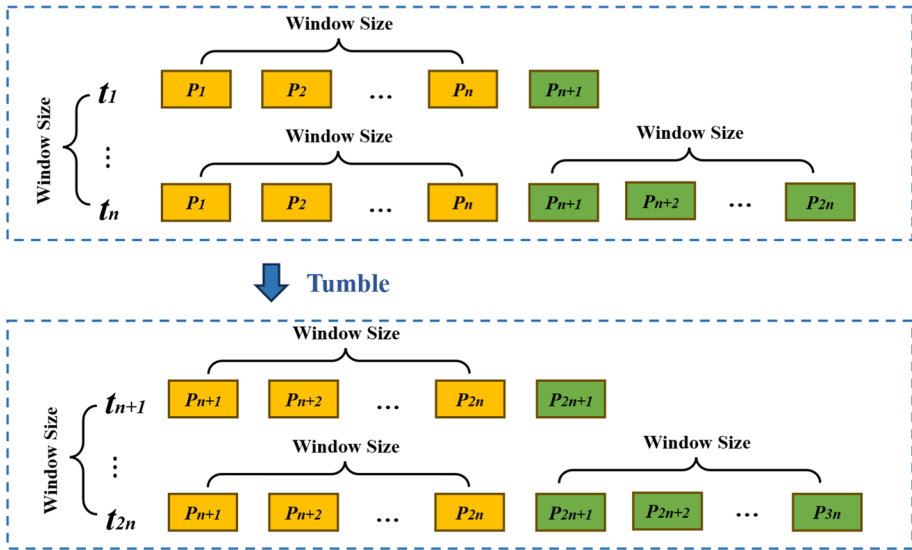 Window Size
t1 P1 P2 ... Pn Pn+1
Window Size
Window Size Window Size
⋮
tn P1 P2 ... Pn Pn+1 Pn+2 ... P2n
Tumble
Window Size
tn+1 Pn+1 Pn+2 ... P2n P2n+1
Window Size
Window Size Window Size
⋮
t2n Pn+1 Pn+2 ... P2n P2n+1 P2n+2 ... P3n